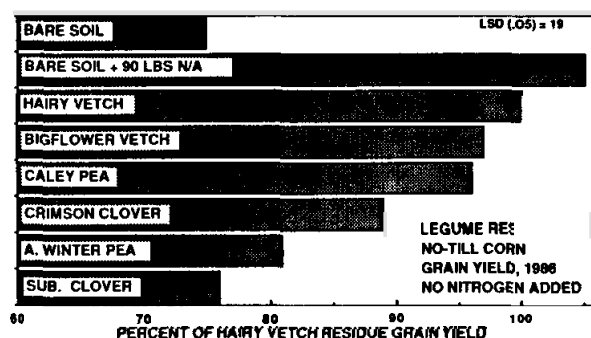 LSD (.05) = 19
BARE SOIL
BARE SOIL + 90 LBS N/A
HAIRY VETCH
BIGFLOWER VETCH
CALEY PEA
CRIMSON CLOVER
A. WINTER PEA
SUB. CLOVER
LEGUME RES
NO-TILL CORN
GRAIN YIELD, 1986
NO NITROGEN ADDED
60 70 80 90 100
PERCENT OF HAIRY VETCH RESIDUE GRAIN YIELD